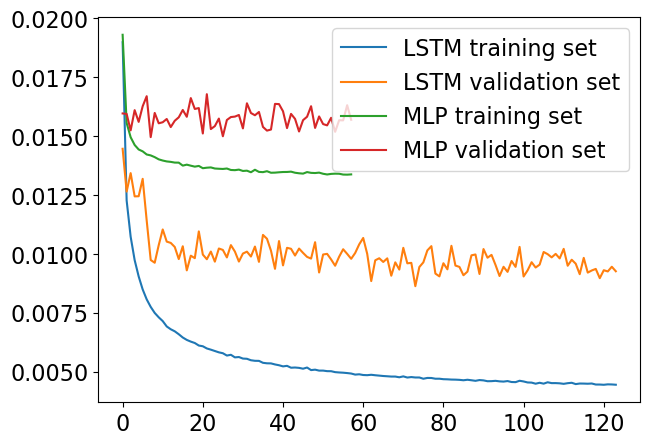 0.0200
0.0175
0.0150
0.0125
0.0100
0.0075
0.0050
LSTM training set
LSTM validation set
MLP training set
MLP validation set
0 20 40 60 80 100 120